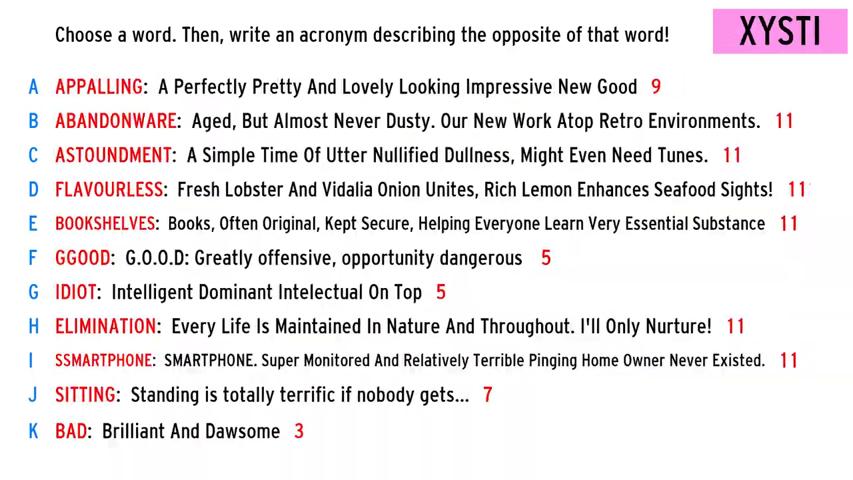 Choose a word. Then, write an acronym describing the opposite of that word!
XYSTI
A APPALLING: A Perfectly Pretty And Lovely Looking Impressive New Good 9
B ABANDONWARE: Aged, But Almost Never Dusty. Our New Work Atop Retro Environments. 11
C ASTOUNDMENT: A Simple Time Of Utter Nullified Dullness, Might Even Need Tunes. 11
D FLAVOURLESS: Fresh Lobster And Vidalia Onion Unites, Rich Lemon Enhances Seafood Sights! 11
E BOOKSHELVES: Books, Often Original, Kept Secure, Helping Everyone Learn Very Essential Substance 11
F GGOOD: G.O.O.D: Greatly offensive, opportunity dangerous 5
G IDIOT: Intelligent Dominant Intelectual On Top 5
H ELIMINATION: Every Life Is Maintained In Nature And Throughout. I'll Only Nurture! 11
I SSMARTPHONE: SMARTPHONE. Super Monitored And Relatively Terrible Pinging Home Owner Never Existed. 11
J SITTING: Standing is totally terrific if nobody gets... 7
K BAD: Brilliant And Dawsome 3